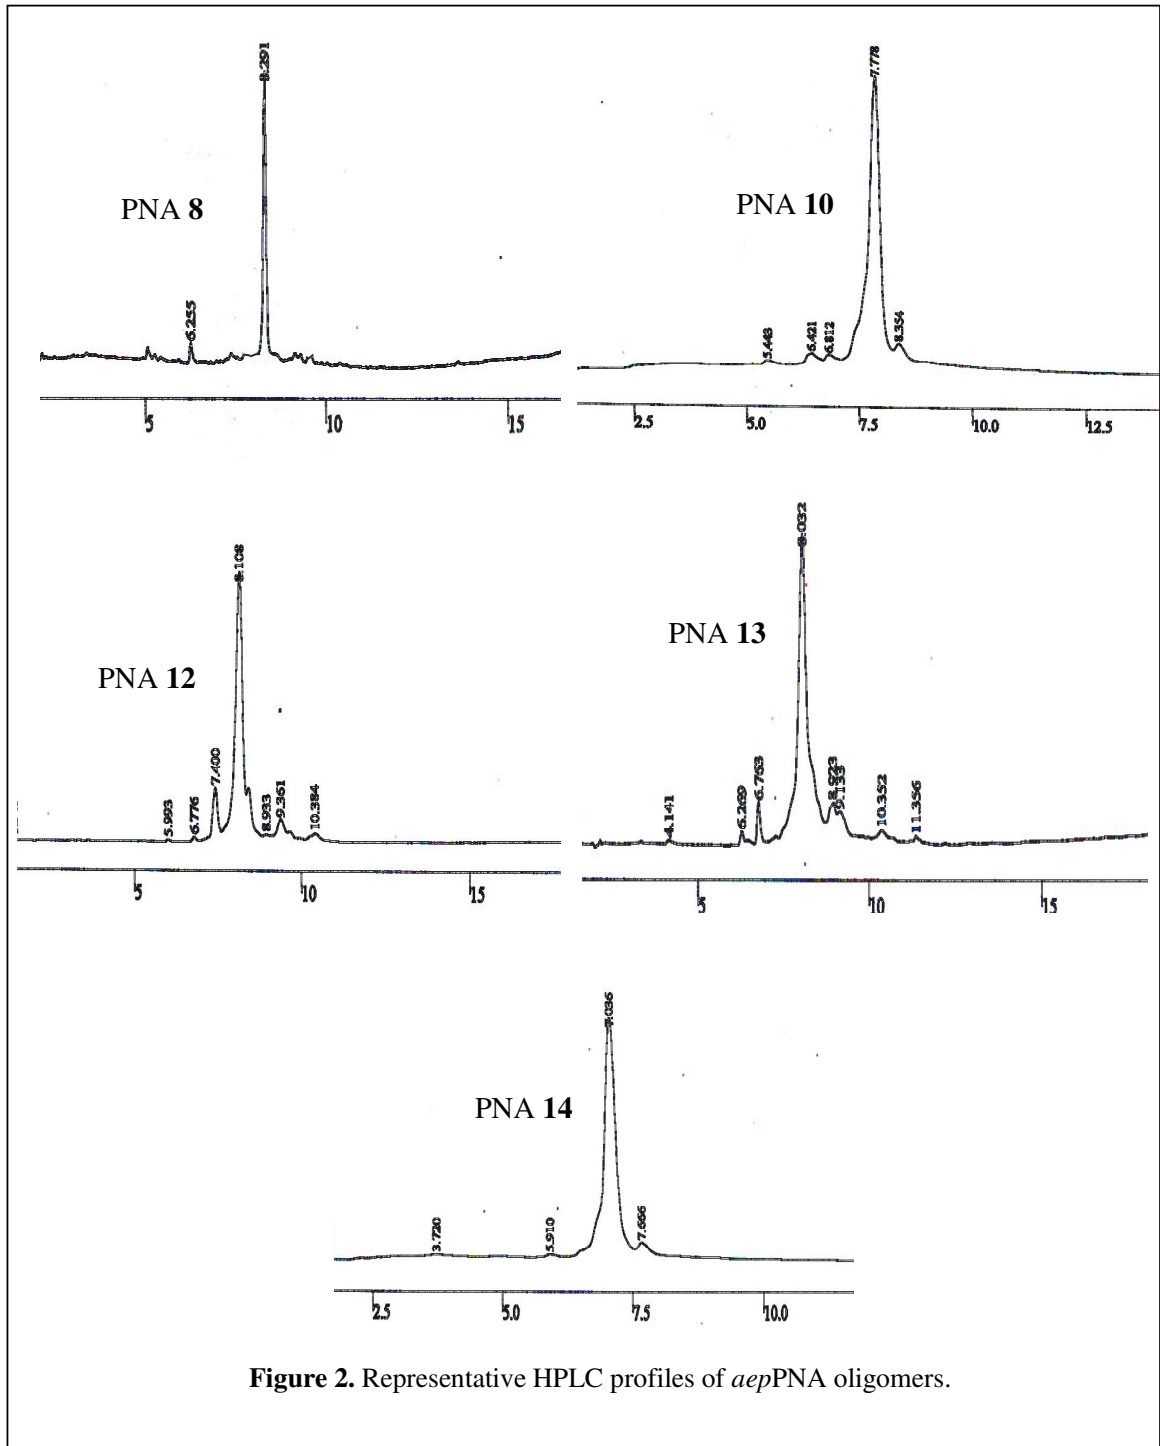 8.291
PNA 8
6.255
5 10 15
7.778
PNA 10
5.443
6.421
6.812
8.354
2.5 5.0 7.5 10.0 12.5
8.108
PNA 12
5.993
6.776
7.400
8.933
9.361
10.384
5 10 15
8.032
PNA 13
4.141
6.269
6.763
8.923
9.133
10.352
11.356
5 10 15
7.036
PNA 14
3.720
5.910
7.666
2.5 5.0 7.5 10.0
Figure 2. Representative HPLC profiles of aepPNA oligomers.